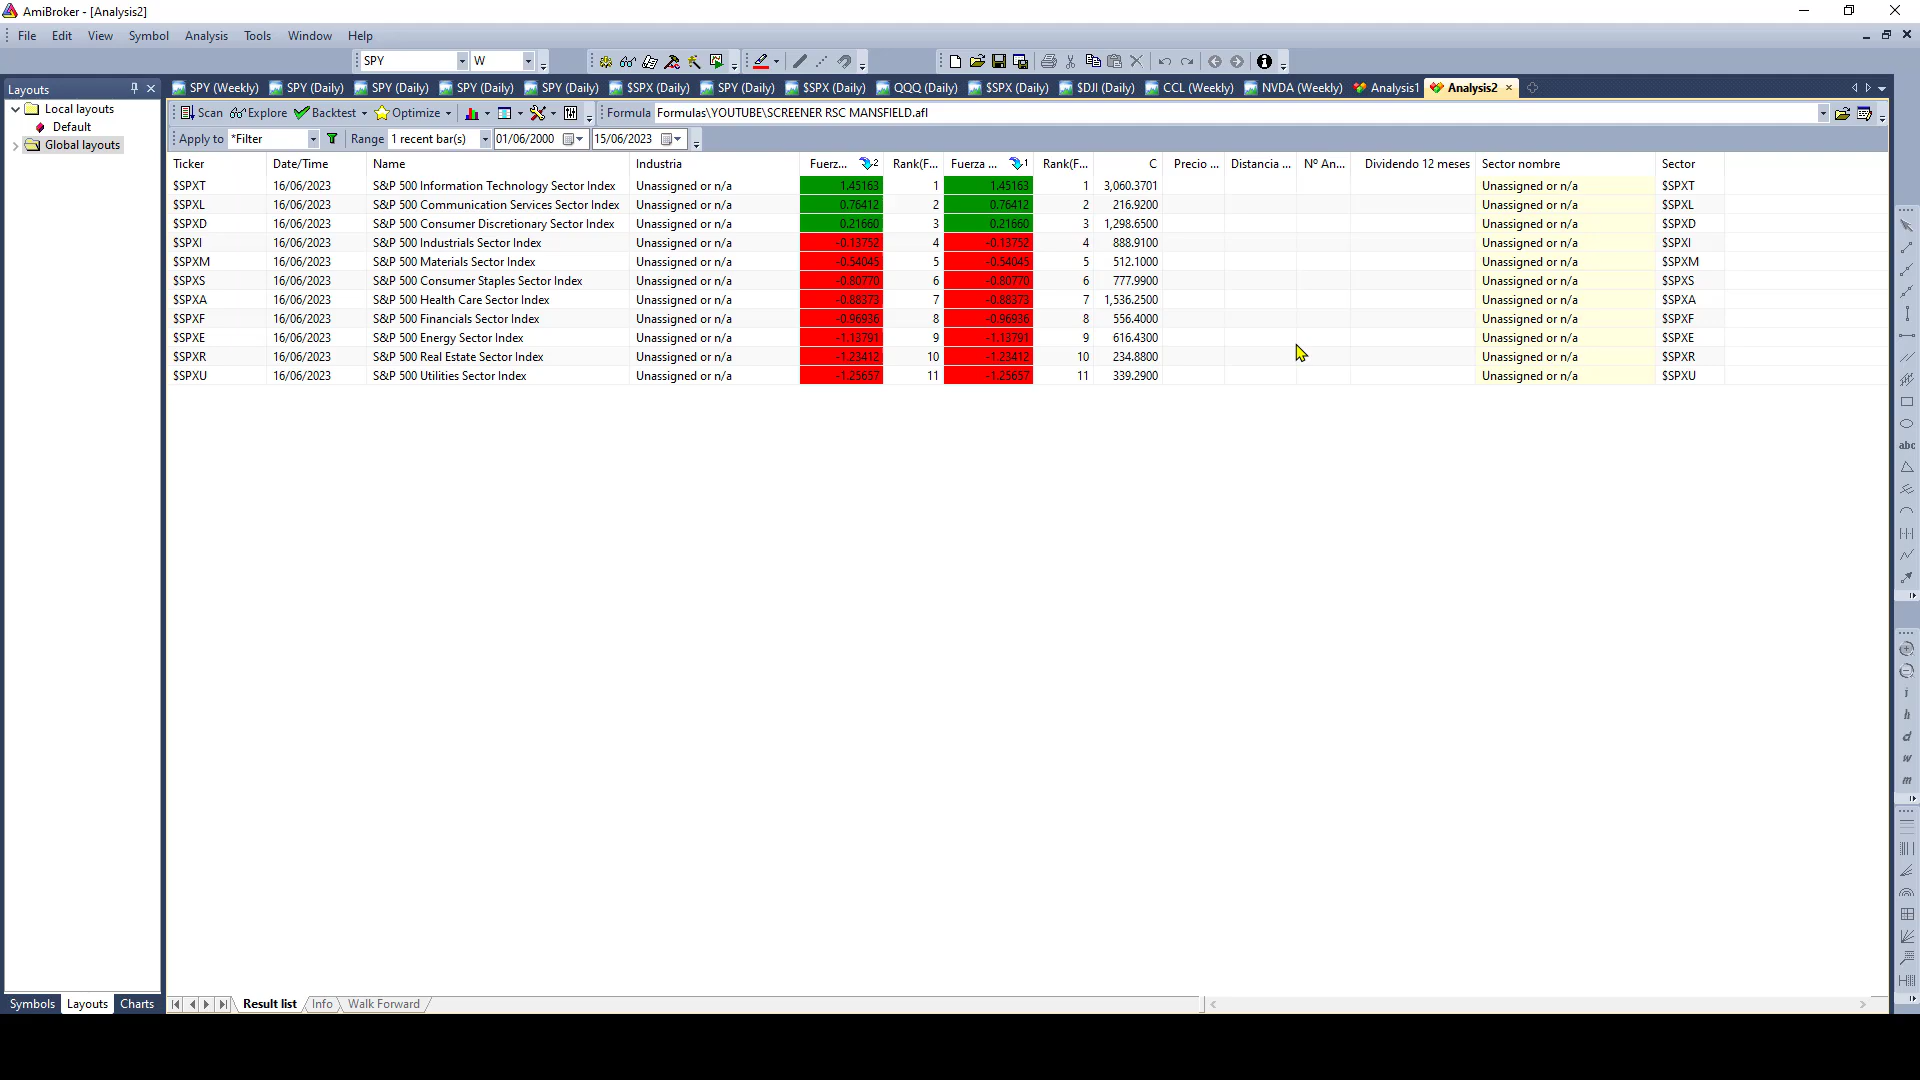 AmiBroker - [Analysis2]
File Edit View Symbol Analysis Tools Window Help
SPY W
Layouts
SPY (Weekly) SPY (Daily) SPY (Daily) SPY (Daily) SPY (Daily) $SPX (Daily) SPY (Daily) $SPX (Daily) QQQ (Daily) $SPX (Daily) $DJI (Daily) CCL (Weekly) NVDA (Weekly) Analysis1 Analysis2
Local layouts
Default
Global layouts
Scan Explore Backtest Optimize Formula Formulas\YOUTUBE\SCREENER RSC MANSFIELD.afl
Apply to *Filter Range 1 recent bar(s) 01/06/2000 15/06/2023
Ticker Date/Time Name Industria Fuerz... 2 Rank(F... Fuerza ... 1 Rank(F... C Precio ... Distancia ... Nº An... Dividendo 12 meses Sector nombre Sector
$SPXT 16/06/2023 S&P 500 Information Technology Sector Index Unassigned or n/a 1.45163 1 1.45163 1 3,060.3701 Unassigned or n/a $SPXT
$SPXL 16/06/2023 S&P 500 Communication Services Sector Index Unassigned or n/a 0.76412 2 0.76412 2 216.9200 Unassigned or n/a $SPXL
$SPXD 16/06/2023 S&P 500 Consumer Discretionary Sector Index Unassigned or n/a 0.21660 3 0.21660 3 1,298.6500 Unassigned or n/a $SPXD
$SPXI 16/06/2023 S&P 500 Industrials Sector Index Unassigned or n/a -0.13752 4 -0.13752 4 888.9100 Unassigned or n/a $SPXI
$SPXM 16/06/2023 S&P 500 Materials Sector Index Unassigned or n/a -0.54045 5 -0.54045 5 512.1000 Unassigned or n/a $SPXM
$SPXS 16/06/2023 S&P 500 Consumer Staples Sector Index Unassigned or n/a -0.80770 6 -0.80770 6 777.9900 Unassigned or n/a $SPXS
$SPXA 16/06/2023 S&P 500 Health Care Sector Index Unassigned or n/a -0.88373 7 -0.88373 7 1,536.2500 Unassigned or n/a $SPXA
$SPXF 16/06/2023 S&P 500 Financials Sector Index Unassigned or n/a -0.96936 8 -0.96936 8 556.4000 Unassigned or n/a $SPXF
$SPXE 16/06/2023 S&P 500 Energy Sector Index Unassigned or n/a -1.13791 9 -1.13791 9 616.4300 Unassigned or n/a $SPXE
$SPXR 16/06/2023 S&P 500 Real Estate Sector Index Unassigned or n/a -1.23412 10 -1.23412 10 234.8800 Unassigned or n/a $SPXR
$SPXU 16/06/2023 S&P 500 Utilities Sector Index Unassigned or n/a -1.25657 11 -1.25657 11 339.2900 Unassigned or n/a $SPXU
abc
i
h
d
w
m
Symbols Layouts Charts Result list Info Walk Forward